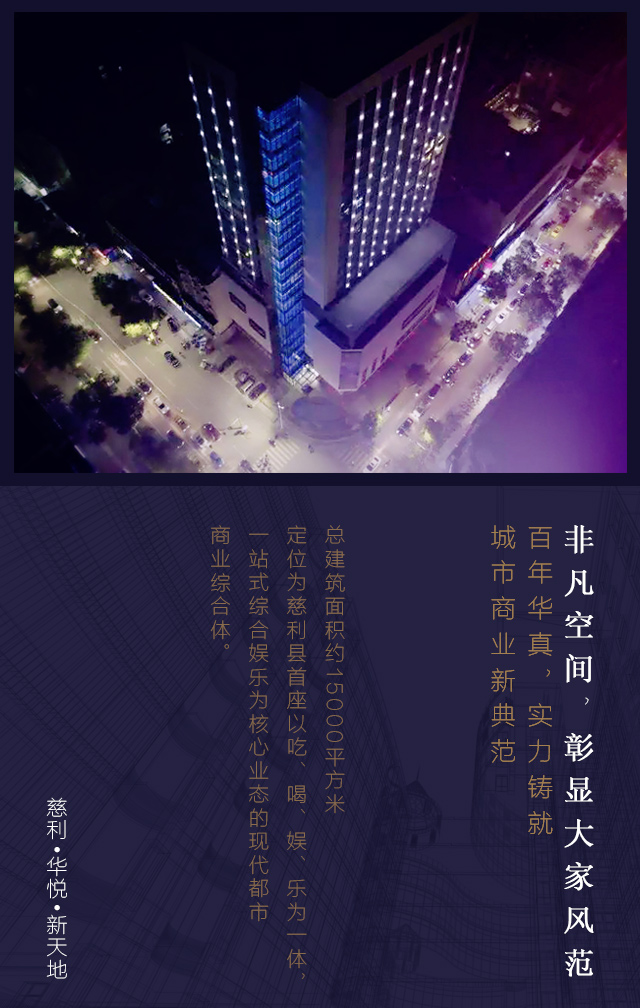 非凡空间，彰显大家风范
百年华真，实力铸就
城市商业新典范
总建筑面积约15000平方米
定位为慈利县首座以吃、喝、娱、乐为一体，
一站式综合娱乐为核心业态的现代都市
商业综合体。
慈利•华悦•新天地